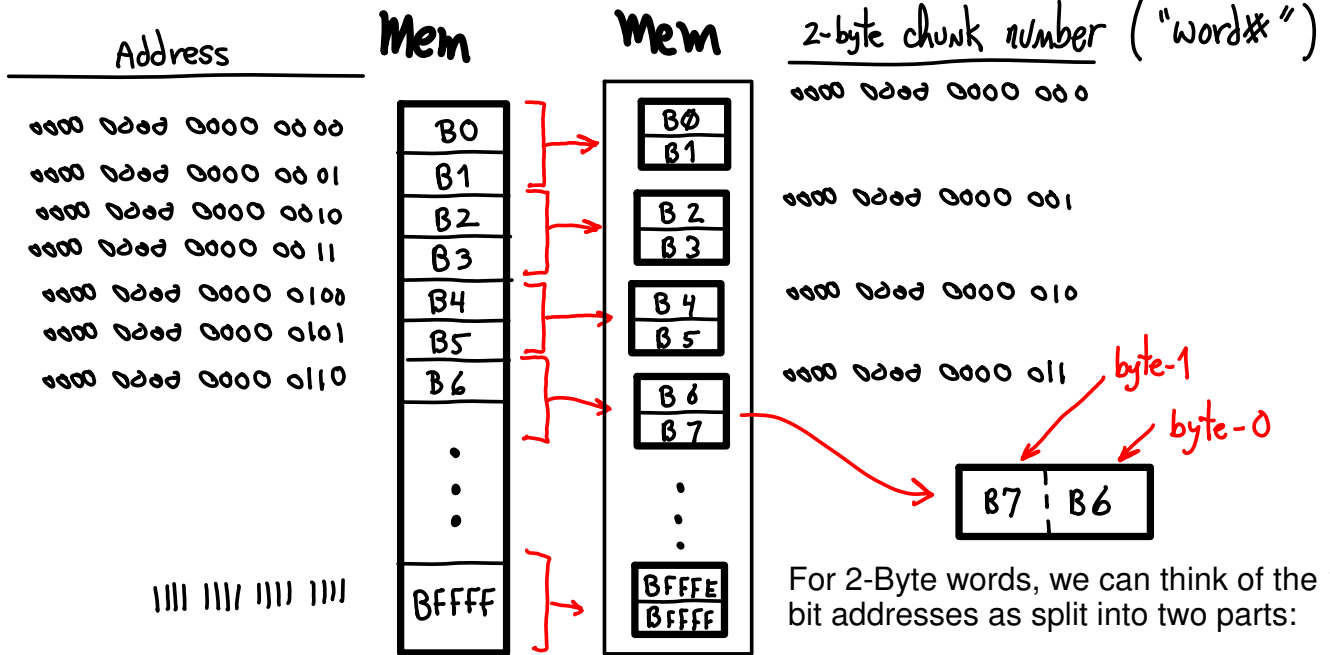 Address
0000 0000 0000 0000
0000 0000 0000 0001
0000 0000 0000 0010
0000 0000 0000 0011
0000 0000 0000 0100
0000 0000 0000 0101
0000 0000 0000 0110
1111 1111 1111 1111
Mem
B0
B1
B2
B3
B4
B5
B6
BFFFF
Mem
BØ
B1
B2
B3
B4
B5
B6
B7
BFFFE
BFFFF
2-byte chunk number ("word#")
0000 0000 0000 000
0000 0000 0000 001
0000 0000 0000 010
0000 0000 0000 011
byte-1
byte-0
B7 B6
For 2-Byte words, we can think of the
bit addresses as split into two parts: